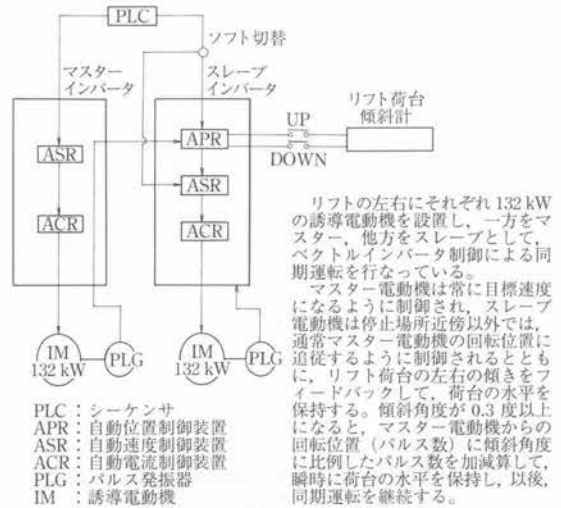 PLC
ソフト切替
マスター
インバータ
スレーブ
インバータ
リフト荷台
傾斜計
UP
APR
DOWN
ASR
ASR
ACR
ACR
IM
132 kW
PLG
IM
132 kW
PLG
PLC：シーケンサ
APR：自動位置制御装置
ASR：自動速度制御装置
ACR：自動電流制御装置
PLG：パルス発振器
IM：誘導電動機
リフトの左右にそれぞれ 132 kW
の誘導電動機を設置し，一方をマ
スター，他方をスレーブとして，
ベクトルインバータ制御による同
期運転を行なっている。
マスター電動機は常に目標速度
になるように制御され，スレーブ
電動機は停止場所近傍以外では，
通常マスター電動機の回転位置に
追従するように制御されるととも
に，リフト荷台の左右の傾きをフ
ィードバックして，荷台の水平を
保持する。傾斜角度が 0.3 度以上
になると，マスター電動機からの
回転位置（パルス数）に傾斜角度
に比例したパルス数を加減算して，
瞬時に荷台の水平を保持し，以後，
同期運転を継続する。